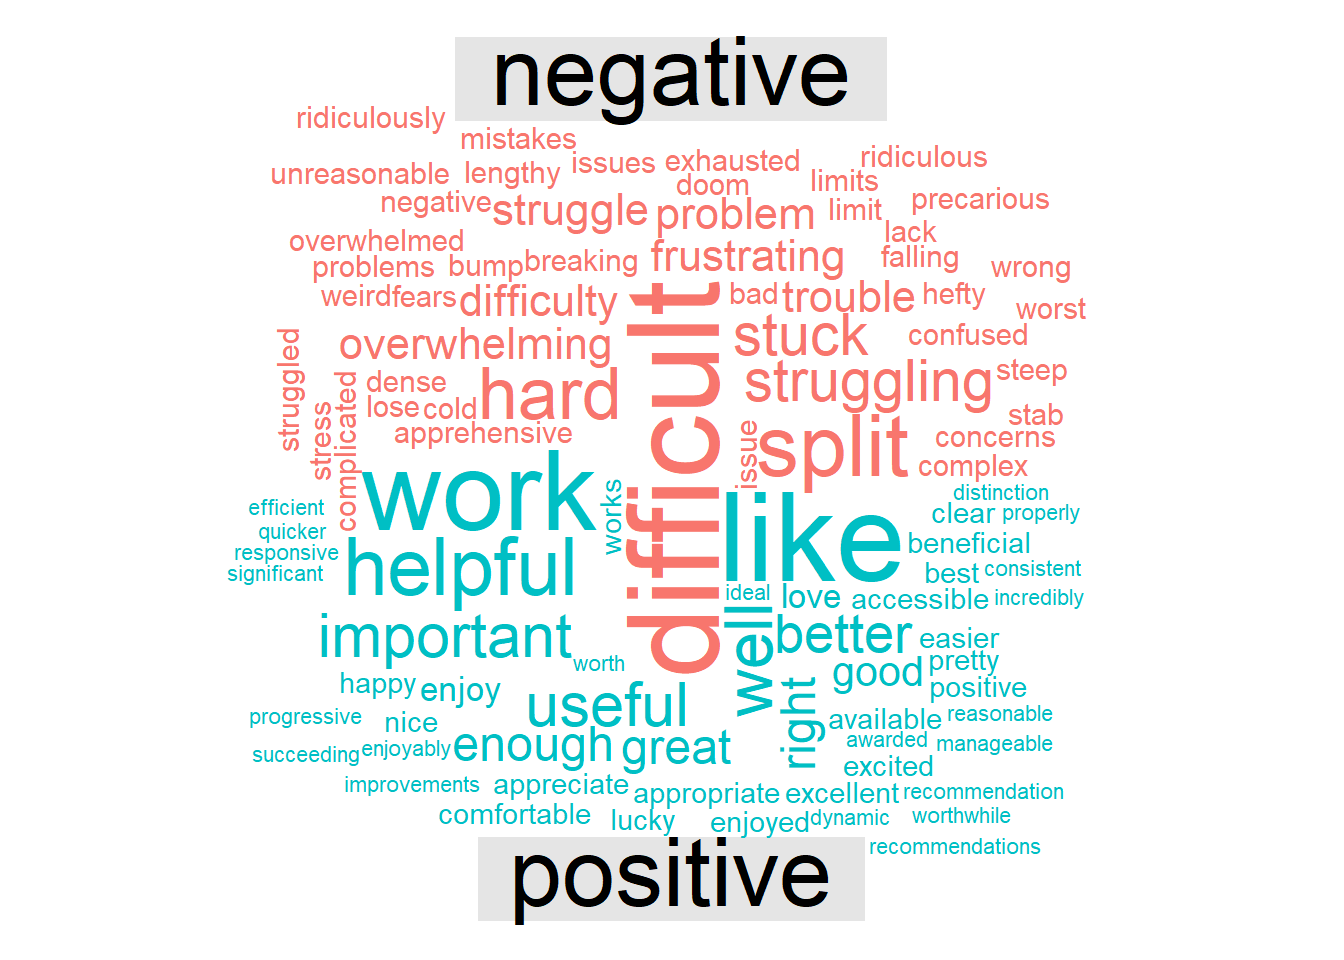 negative
ridiculously
mistakes
unreasonable lengthy issues exhausted ridiculous
doom limits
negative struggle problem limit precarious
overwhelmed lack
problems bump breaking frustrating falling wrong
weird fears difficulty bad trouble hefty worst
overwhelming stuck confused
struggled
dense hard struggling steep
lose cold
stress
complicated
apprehensive
difficult
issue
split stab
concerns
complex
work
works
like
efficient
quicker
responsive
significant
helpful
distinction
clear properly
beneficial
best consistent
ideal love accessible incredibly
important
well
better easier
worth
good pretty
happy enjoy positive
useful
right
progressive nice available reasonable
succeeding enjoyably enough great awarded manageable
excited
improvements appreciate appropriate excellent recommendation
comfortable lucky enjoyed dynamic worthwhile
recommendations
positive